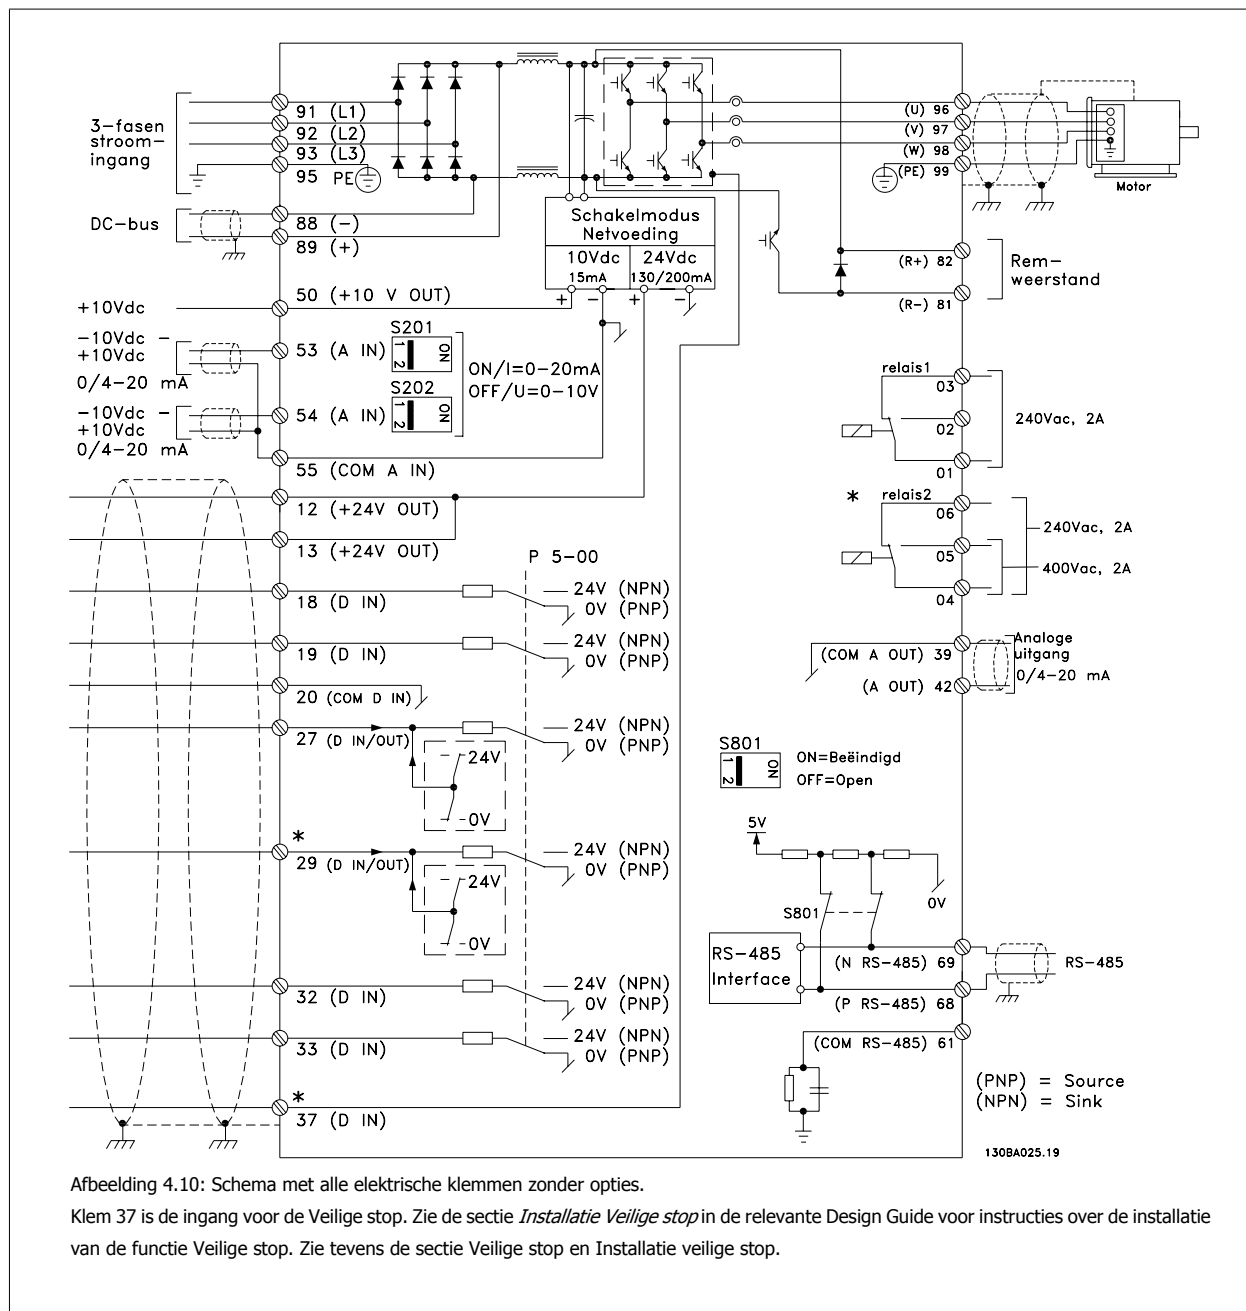 3-fasen
stroom-
ingang
91 (L1)
92 (L2)
93 (L3)
95 PE
DC-bus
88 (-)
89 (+)
Schakelmodus
Netvoeding
10Vdc
15mA
24Vdc
130/200mA
+ - + -
(U) 96
(V) 97
(W) 98
(PE) 99
Motor
(R+) 82
(R-) 81
Rem-
weerstand
+10Vdc
50 (+10 V OUT)
-10Vdc -
+10Vdc
0/4-20 mA
53 (A IN)
S201
1 2
ON
ON/I=0-20mA
OFF/U=0-10V
-10Vdc -
+10Vdc
0/4-20 mA
54 (A IN)
S202
1 2
ON
55 (COM A IN)
12 (+24V OUT)
13 (+24V OUT)
P 5-00
18 (D IN)
24V (NPN)
0V (PNP)
19 (D IN)
24V (NPN)
0V (PNP)
20 (COM D IN)
27 (D IN/OUT)
24V (NPN)
0V (PNP)
24V
0V
*
29 (D IN/OUT)
24V (NPN)
0V (PNP)
24V
0V
32 (D IN)
24V (NPN)
0V (PNP)
33 (D IN)
24V (NPN)
0V (PNP)
*
37 (D IN)
relais1
03
02
01
240Vac, 2A
* relais2
06
05
04
240Vac, 2A
400Vac, 2A
(COM A OUT) 39
(A OUT) 42
Analoge
uitgang
0/4-20 mA
S801
1 2
ON
ON=Beëindigd
OFF=Open
5V
0V
S801
RS-485
Interface
(N RS-485) 69
(P RS-485) 68
RS-485
(COM RS-485) 61
(PNP) = Source
(NPN) = Sink
130BA025.19
Afbeelding 4.10: Schema met alle elektrische klemmen zonder opties.
Klem 37 is de ingang voor de Veilige stop. Zie de sectie Installatie Veilige stop in de relevante Design Guide voor instructies over de installatie
van de functie Veilige stop. Zie tevens de sectie Veilige stop en Installatie veilige stop.